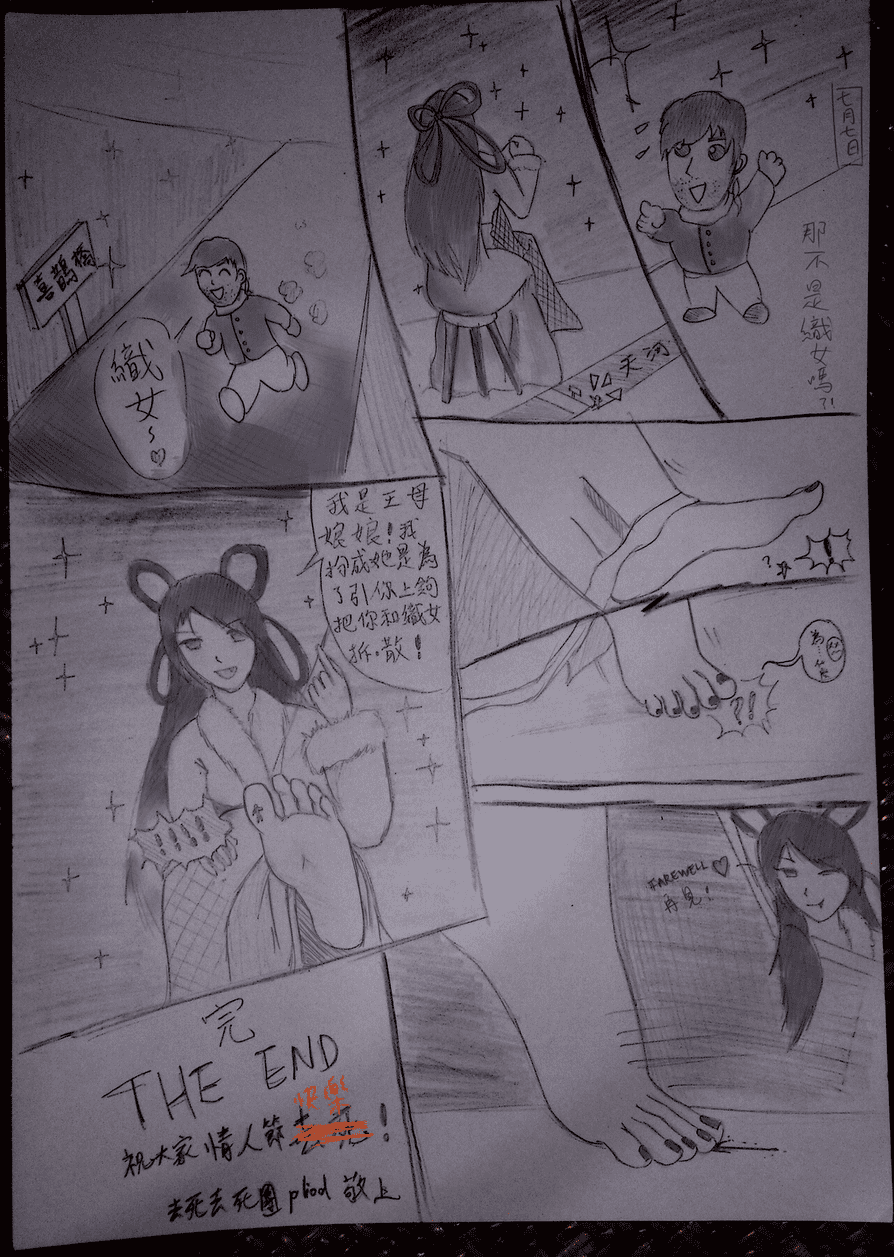 七月七日
那不是織女嗎?!
天河
喜鵲橋
織女~♡
?
!
?!
我是王母
娘娘!我
扮成她是為
了引你上鉤
把你和織女
拆散!
!!!!
FAREWELL♡
再見!
完
THE END
快樂
祝大家情人節!
去死去死團 pliod 敬上